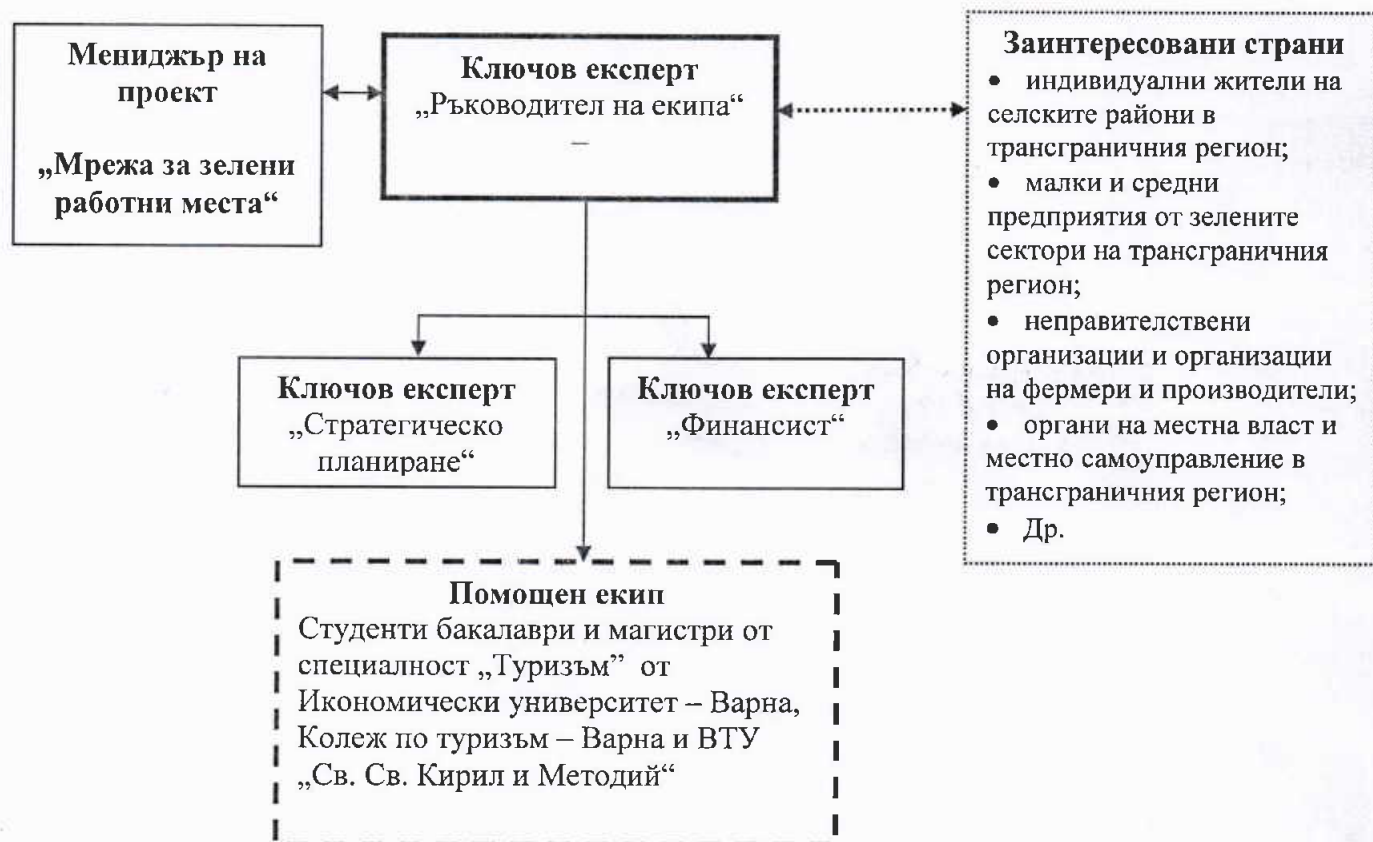 Мениджър на
проект
„Мрежа за зелени
работни места“
Ключов експерт
„Ръководител на екипа“
–
Заинтересовани страни
• индивидуални жители на
селските райони в
трансграничния регион;
• малки и средни
предприятия от зелените
сектори на трансграничния
регион;
• неправителствени
организации и организации
на фермери и производители;
• органи на местна власт и
местно самоуправление в
трансграничния регион;
• Др.
Ключов експерт
„Стратегическо
планиране“
Ключов експерт
„Финансист“
Помощен екип
Студенти бакалаври и магистри от
специалност „Туризъм” от
Икономически университет – Варна,
Колеж по туризъм – Варна и ВТУ
„Св. Св. Кирил и Методий“